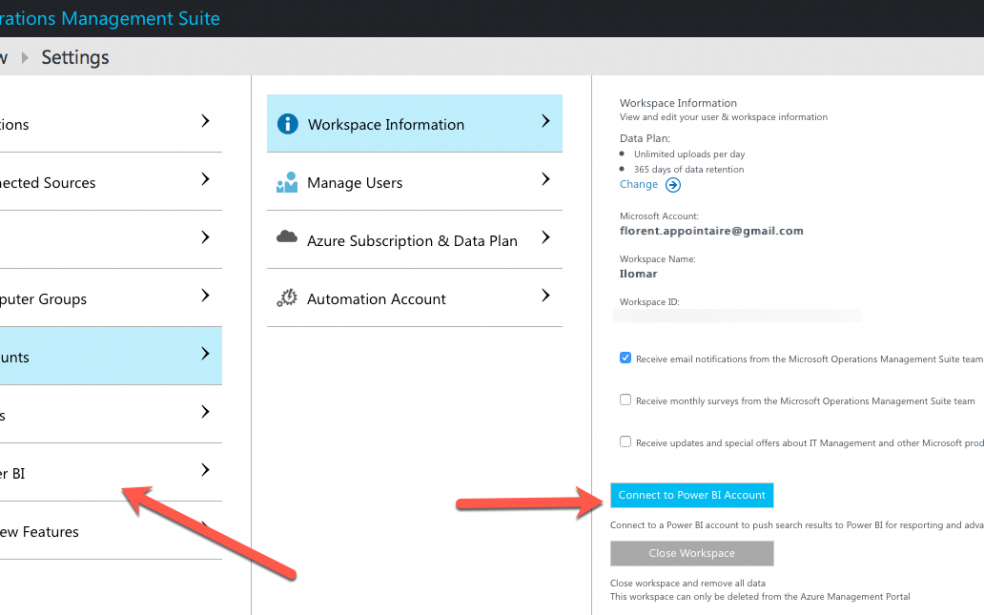 rations Management Suite
w Settings
tions
nected Sources
puter Groups
unts
s
er BI
ew Features
Workspace Information
Manage Users
Azure Subscription & Data Plan
Automation Account
Workspace Information
View and edit your user & workspace information
Data Plan:
Unlimited uploads per day
365 days of data retention
Change
Microsoft Account:
florent.appointaire@gmail.com
Workspace Name:
Ilomar
Workspace ID:
Receive email notifications from the Microsoft Operations Management Suite team
Receive monthly surveys from the Microsoft Operations Management Suite team
Receive updates and special offers about IT Management and other Microsoft prod
Connect to Power BI Account
Connect to a Power BI account to push search results to Power BI for resporting and adva
Close Workspace
Close workspace and remove all data
This workspace can only be deleted from the Azure Management Portal